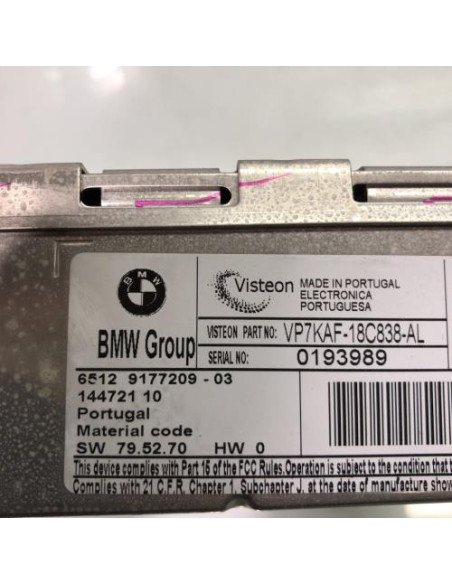 BMW
BMW Group
Visteon
MADE IN PORTUGAL
ELECTRONICA
PORTUGUESA
VISTEON PART NO: VP7KAF-18C838-AL
SERIAL NO: 0193989
6512 9177209 - 03
144721 10
Portugal
Material code
SW 79.52.70 HW 0
This device complies with Part 15 of the FCC Rules.Operation is subject to the condition that
Complies with 21 C.F.R. Chapter 1, Subchapter J, at the date of manufacture show